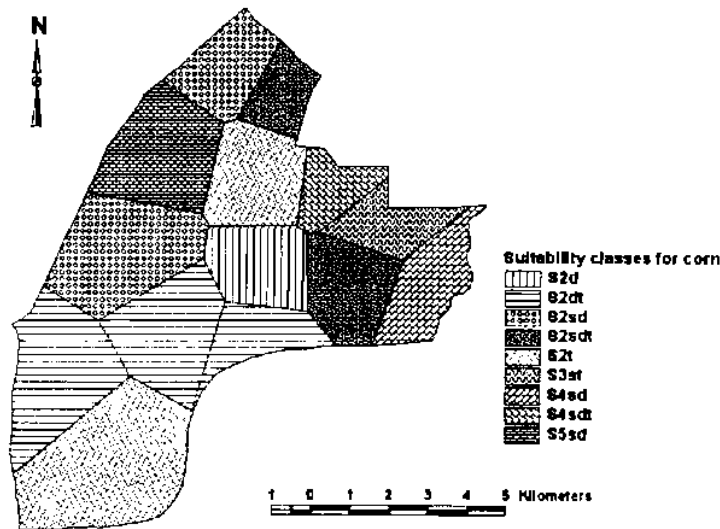 N
Suitability classes for corn
S2d
S2dt
S2sd
S2sdt
S2t
S3st
S4sd
S4sdt
S5sd
1 0 1 2 3 4 5 Kilometers